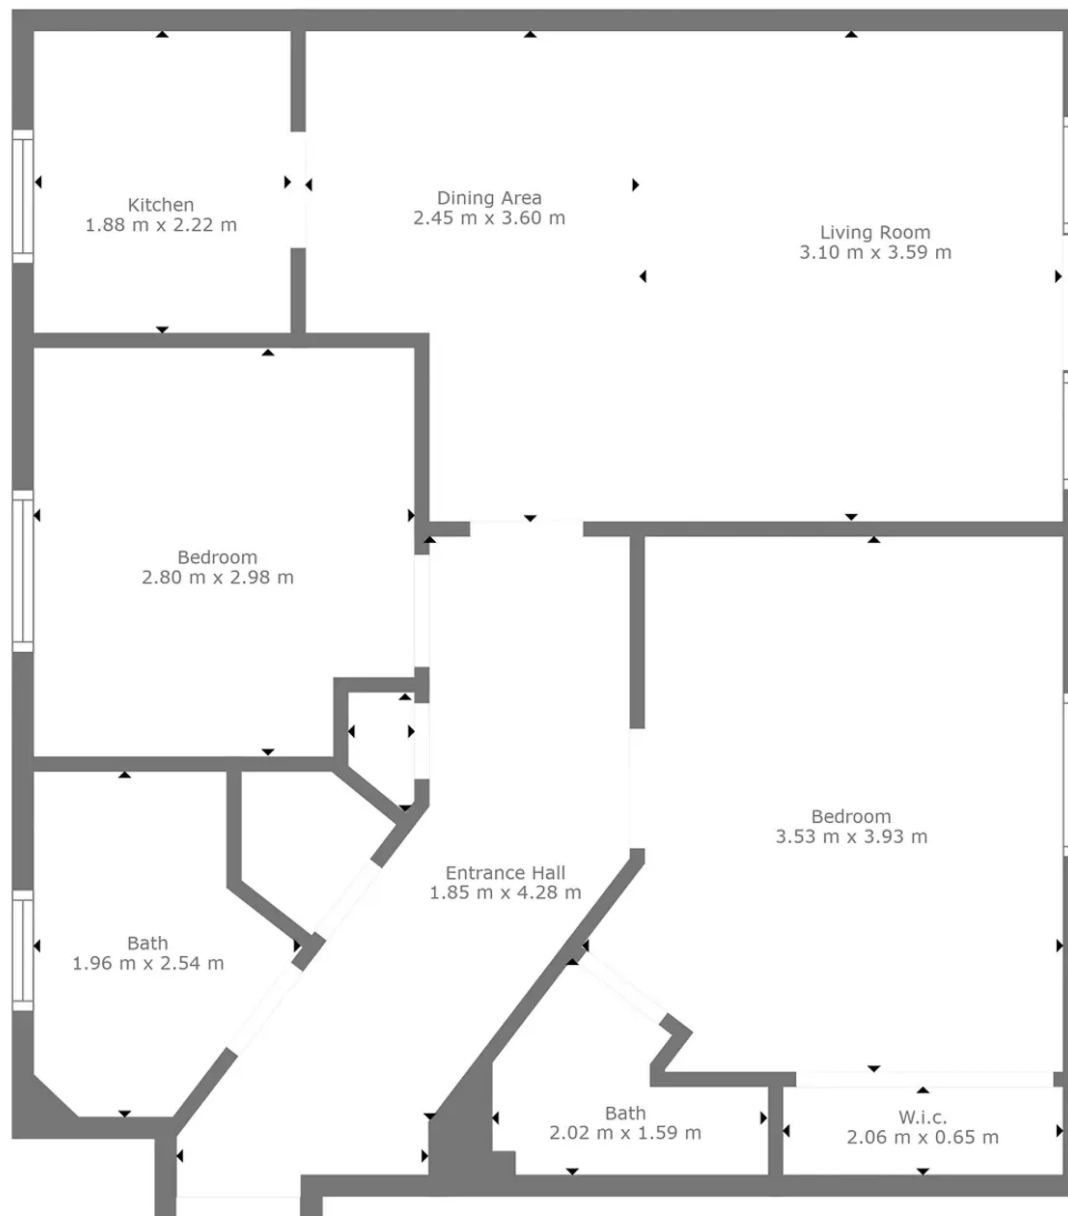 Kitchen
1.88 m x 2.22 m
Dining Area
2.45 m x 3.60 m
Living Room
3.10 m x 3.59 m
Bedroom
2.80 m x 2.98 m
Bedroom
3.53 m x 3.93 m
Entrance Hall
1.85 m x 4.28 m
Bath
1.96 m x 2.54 m
Bath
2.02 m x 1.59 m
W.i.c.
2.06 m x 0.65 m